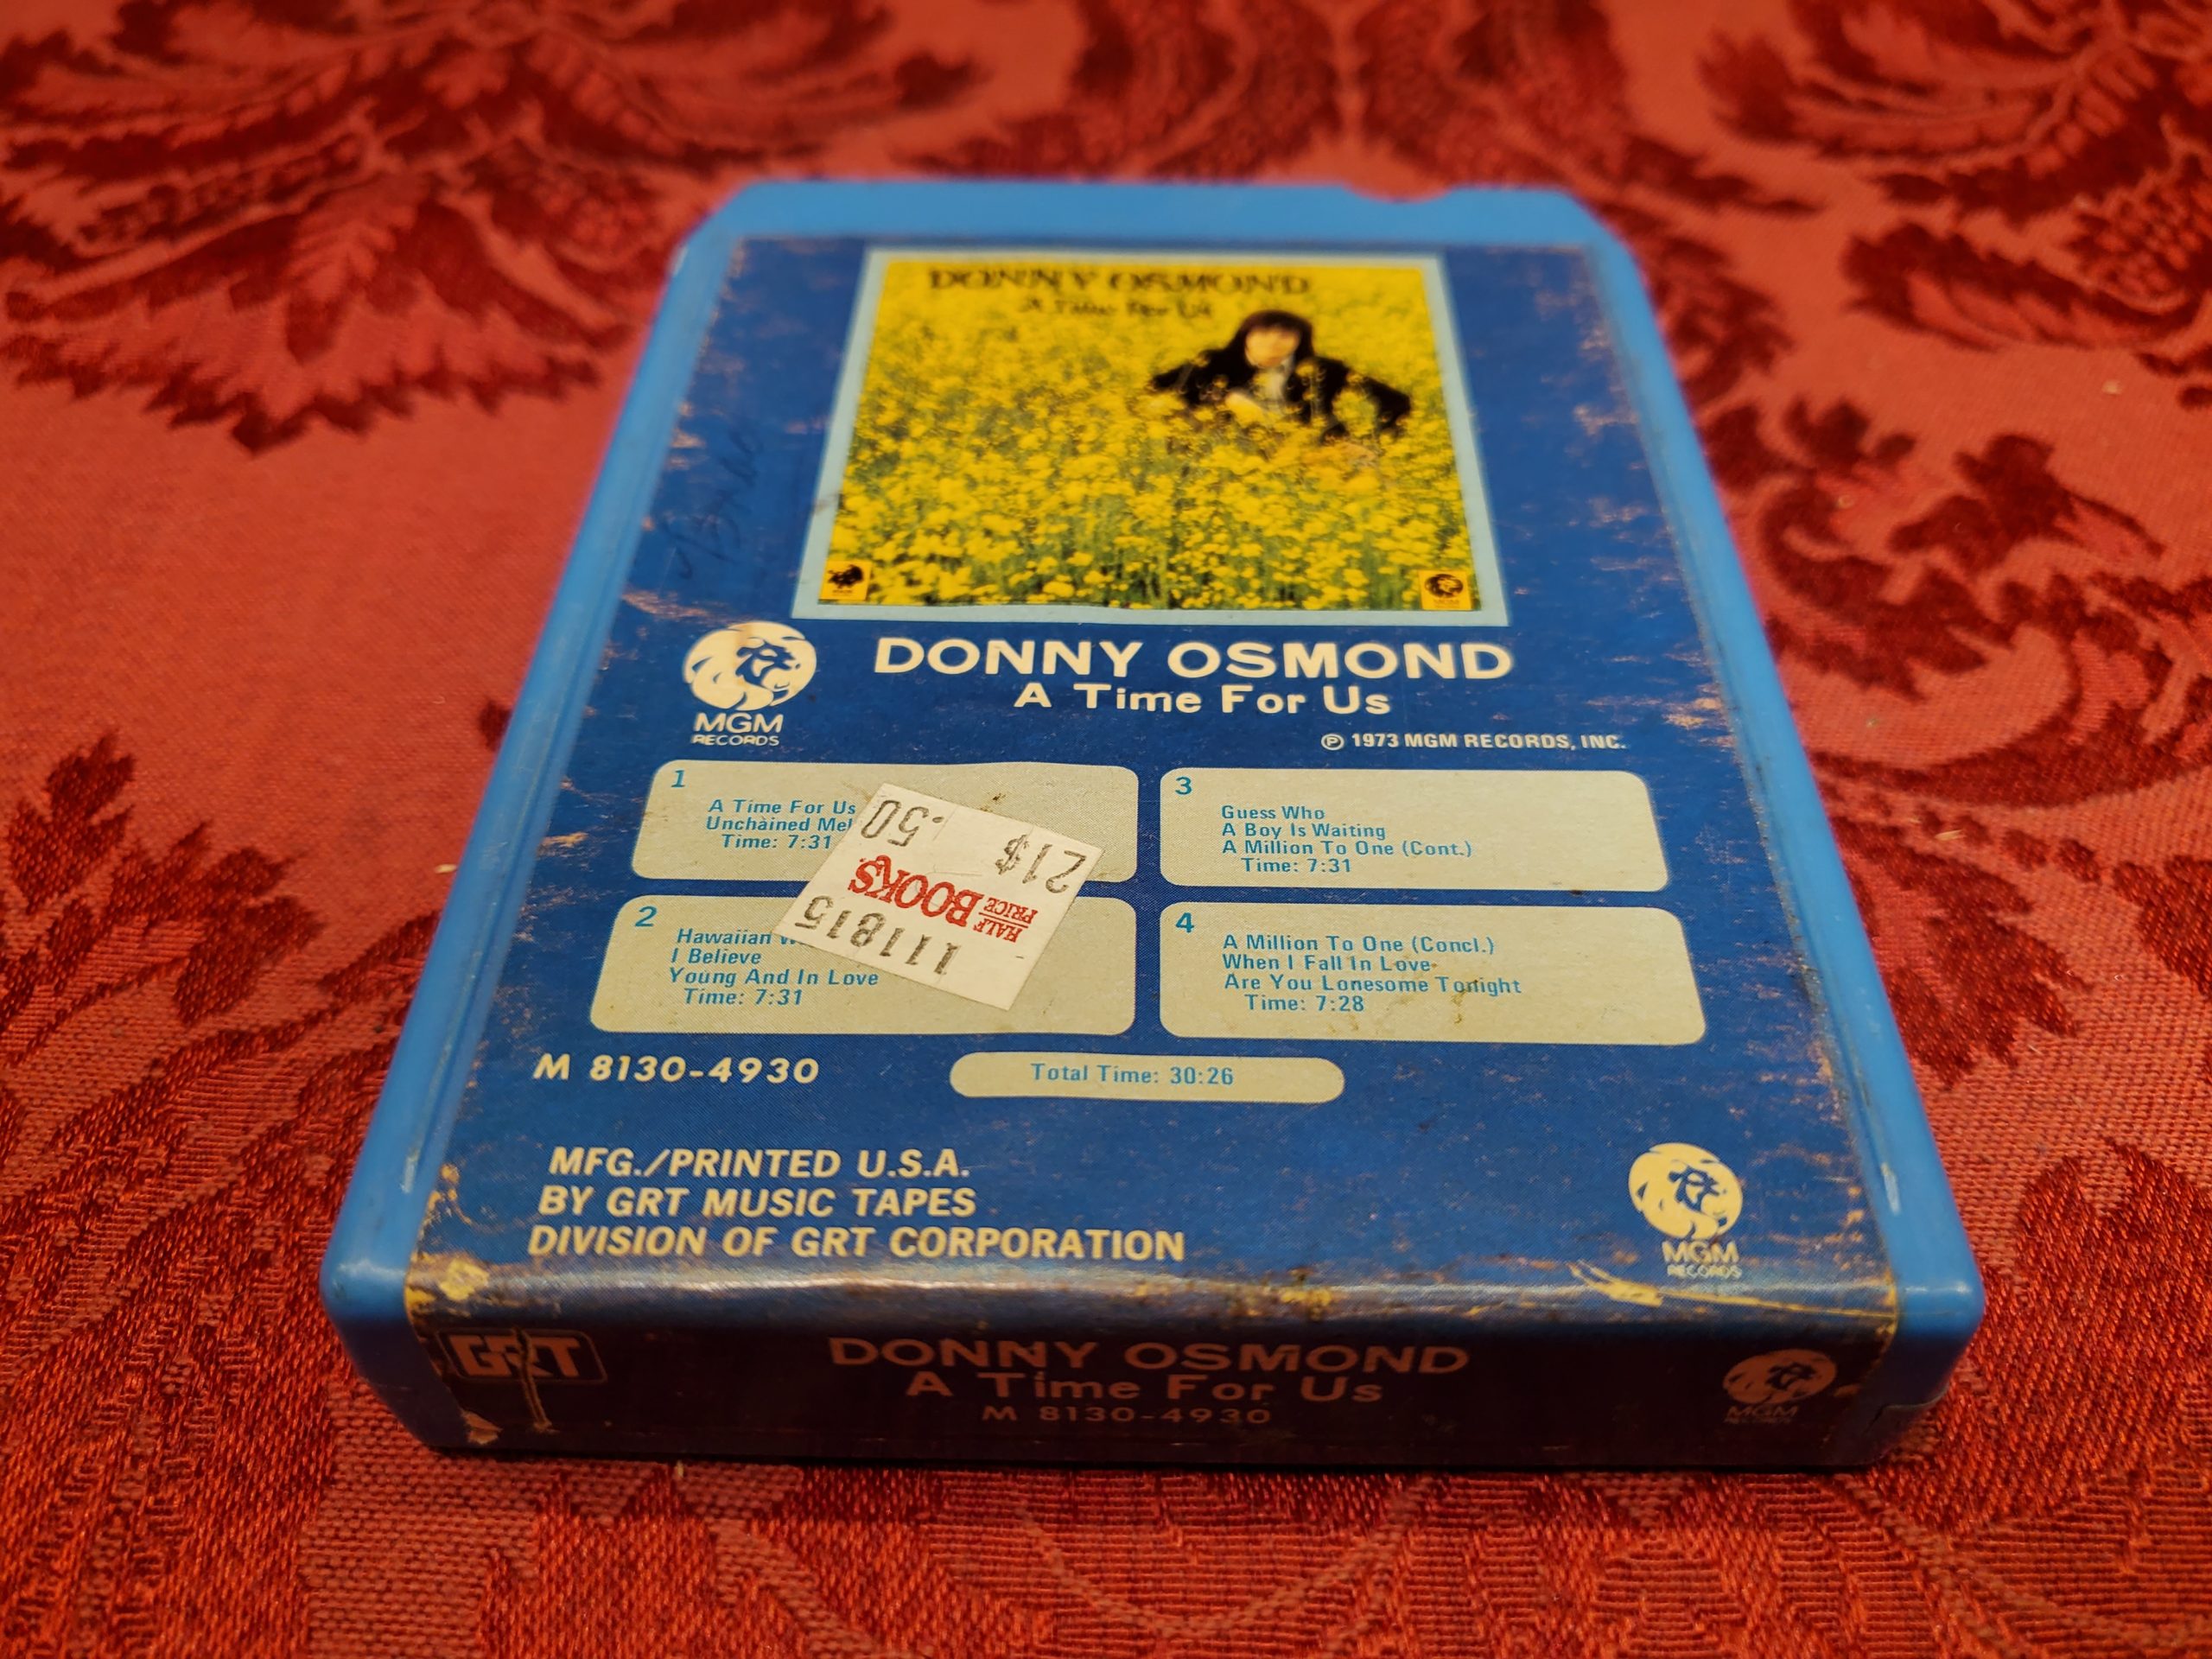 DONNY OSMOND
A Time For Us
MGM
RECORDS
DONNY OSMOND
A Time For Us
℗ 1973 MGM RECORDS, INC.
1
A Time For Us
Unchained
Time: 7:31
2
Hawaiian
I Believe
Young And In Love
Time: 7:31
.50
21$
HALF
PRICE
BOOKS
111815
3
Guess Who
A Boy Is Waiting
A Million To One (Cont.)
Time: 7:31
4
A Million To One (Concl.)
When I Fall In Love
Are You Lonesome Tonight
Time: 7:28
M 8130-4930
Total Time: 30:26
MFG./PRINTED U.S.A.
BY GRT MUSIC TAPES
DIVISION OF GRT CORPORATION
MGM
RECORDS
GRT
DONNY OSMOND
A Time For Us
M 8130-4930
MGM